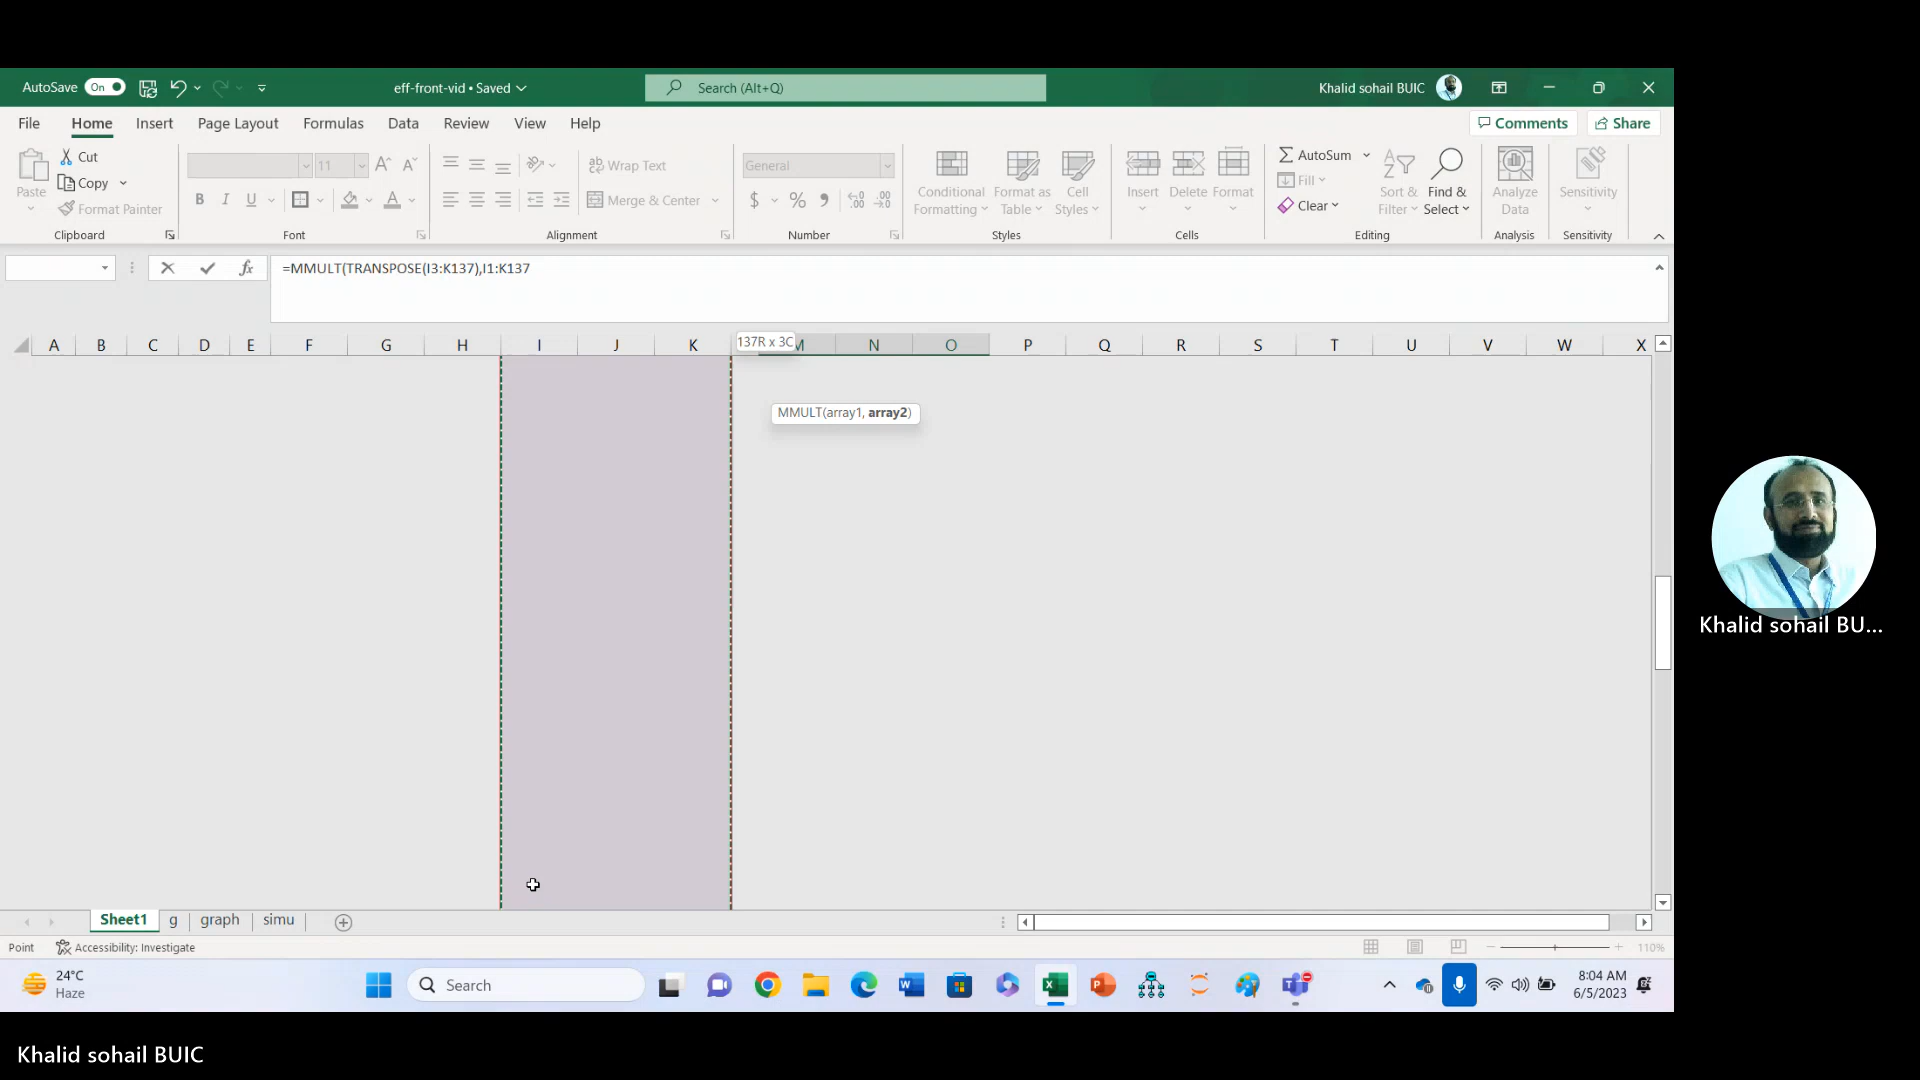 AutoSave On
eff-front-vid • Saved
Search (Alt+Q)
Khalid sohail BUIC
File Home Insert Page Layout Formulas Data Review View Help
Comments Share
Paste
Cut
Copy
Format Painter
Clipboard
11
B I U
Font
Wrap Text
Merge & Center
Alignment
General
$ % ,
Number
Conditional Formatting
Format as Table
Cell Styles
Styles
Insert
Delete
Format
Cells
AutoSum
Fill
Clear
Sort & Filter
Find & Select
Editing
Analyze Data
Analysis
Sensitivity
Sensitivity
fx
=MMULT(TRANSPOSE(I3:K137),I1:K137
A B C D E F G H I J K M N O P Q R S T U V W X
137R x 3C
MMULT(array1, array2)
Sheet1 g graph simu
Point
Accessibility: Investigate
110%
24°C
Haze
Search
8:04 AM
6/5/2023
Khalid sohail BU...
Khalid sohail BUIC